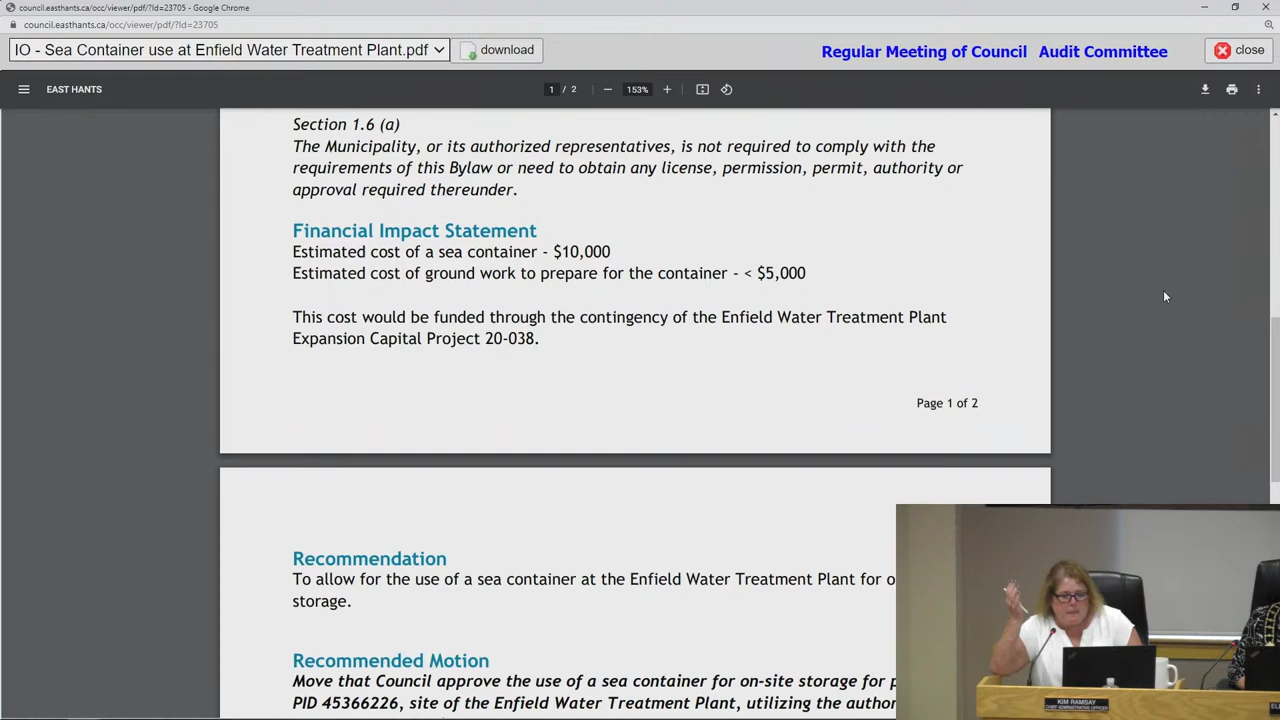 council.easthants.ca/occ/viewer/pdf/?Id=23705 - Google Chrome
council.easthants.ca/occ/viewer/pdf/?Id=23705
IO - Sea Container use at Enfield Water Treatment Plant.pdf
download
Regular Meeting of Council Audit Committee
close
EAST HANTS
1 / 2
153%
Section 1.6 (a)
The Municipality, or its authorized representatives, is not required to comply with the
requirements of this Bylaw or need to obtain any license, permission, permit, authority or
approval required thereunder.
Financial Impact Statement
Estimated cost of a sea container - $10,000
Estimated cost of ground work to prepare for the container - < $5,000
This cost would be funded through the contingency of the Enfield Water Treatment Plant
Expansion Capital Project 20-038.
Page 1 of 2
Recommendation
To allow for the use of a sea container at the Enfield Water Treatment Plant for o
storage.
Recommended Motion
Move that Council approve the use of a sea container for on-site storage for p
PID 45366226, site of the Enfield Water Treatment Plant, utilizing the author
KIM RAMSAY
CHIEF ADMINISTRATIVE OFFICER